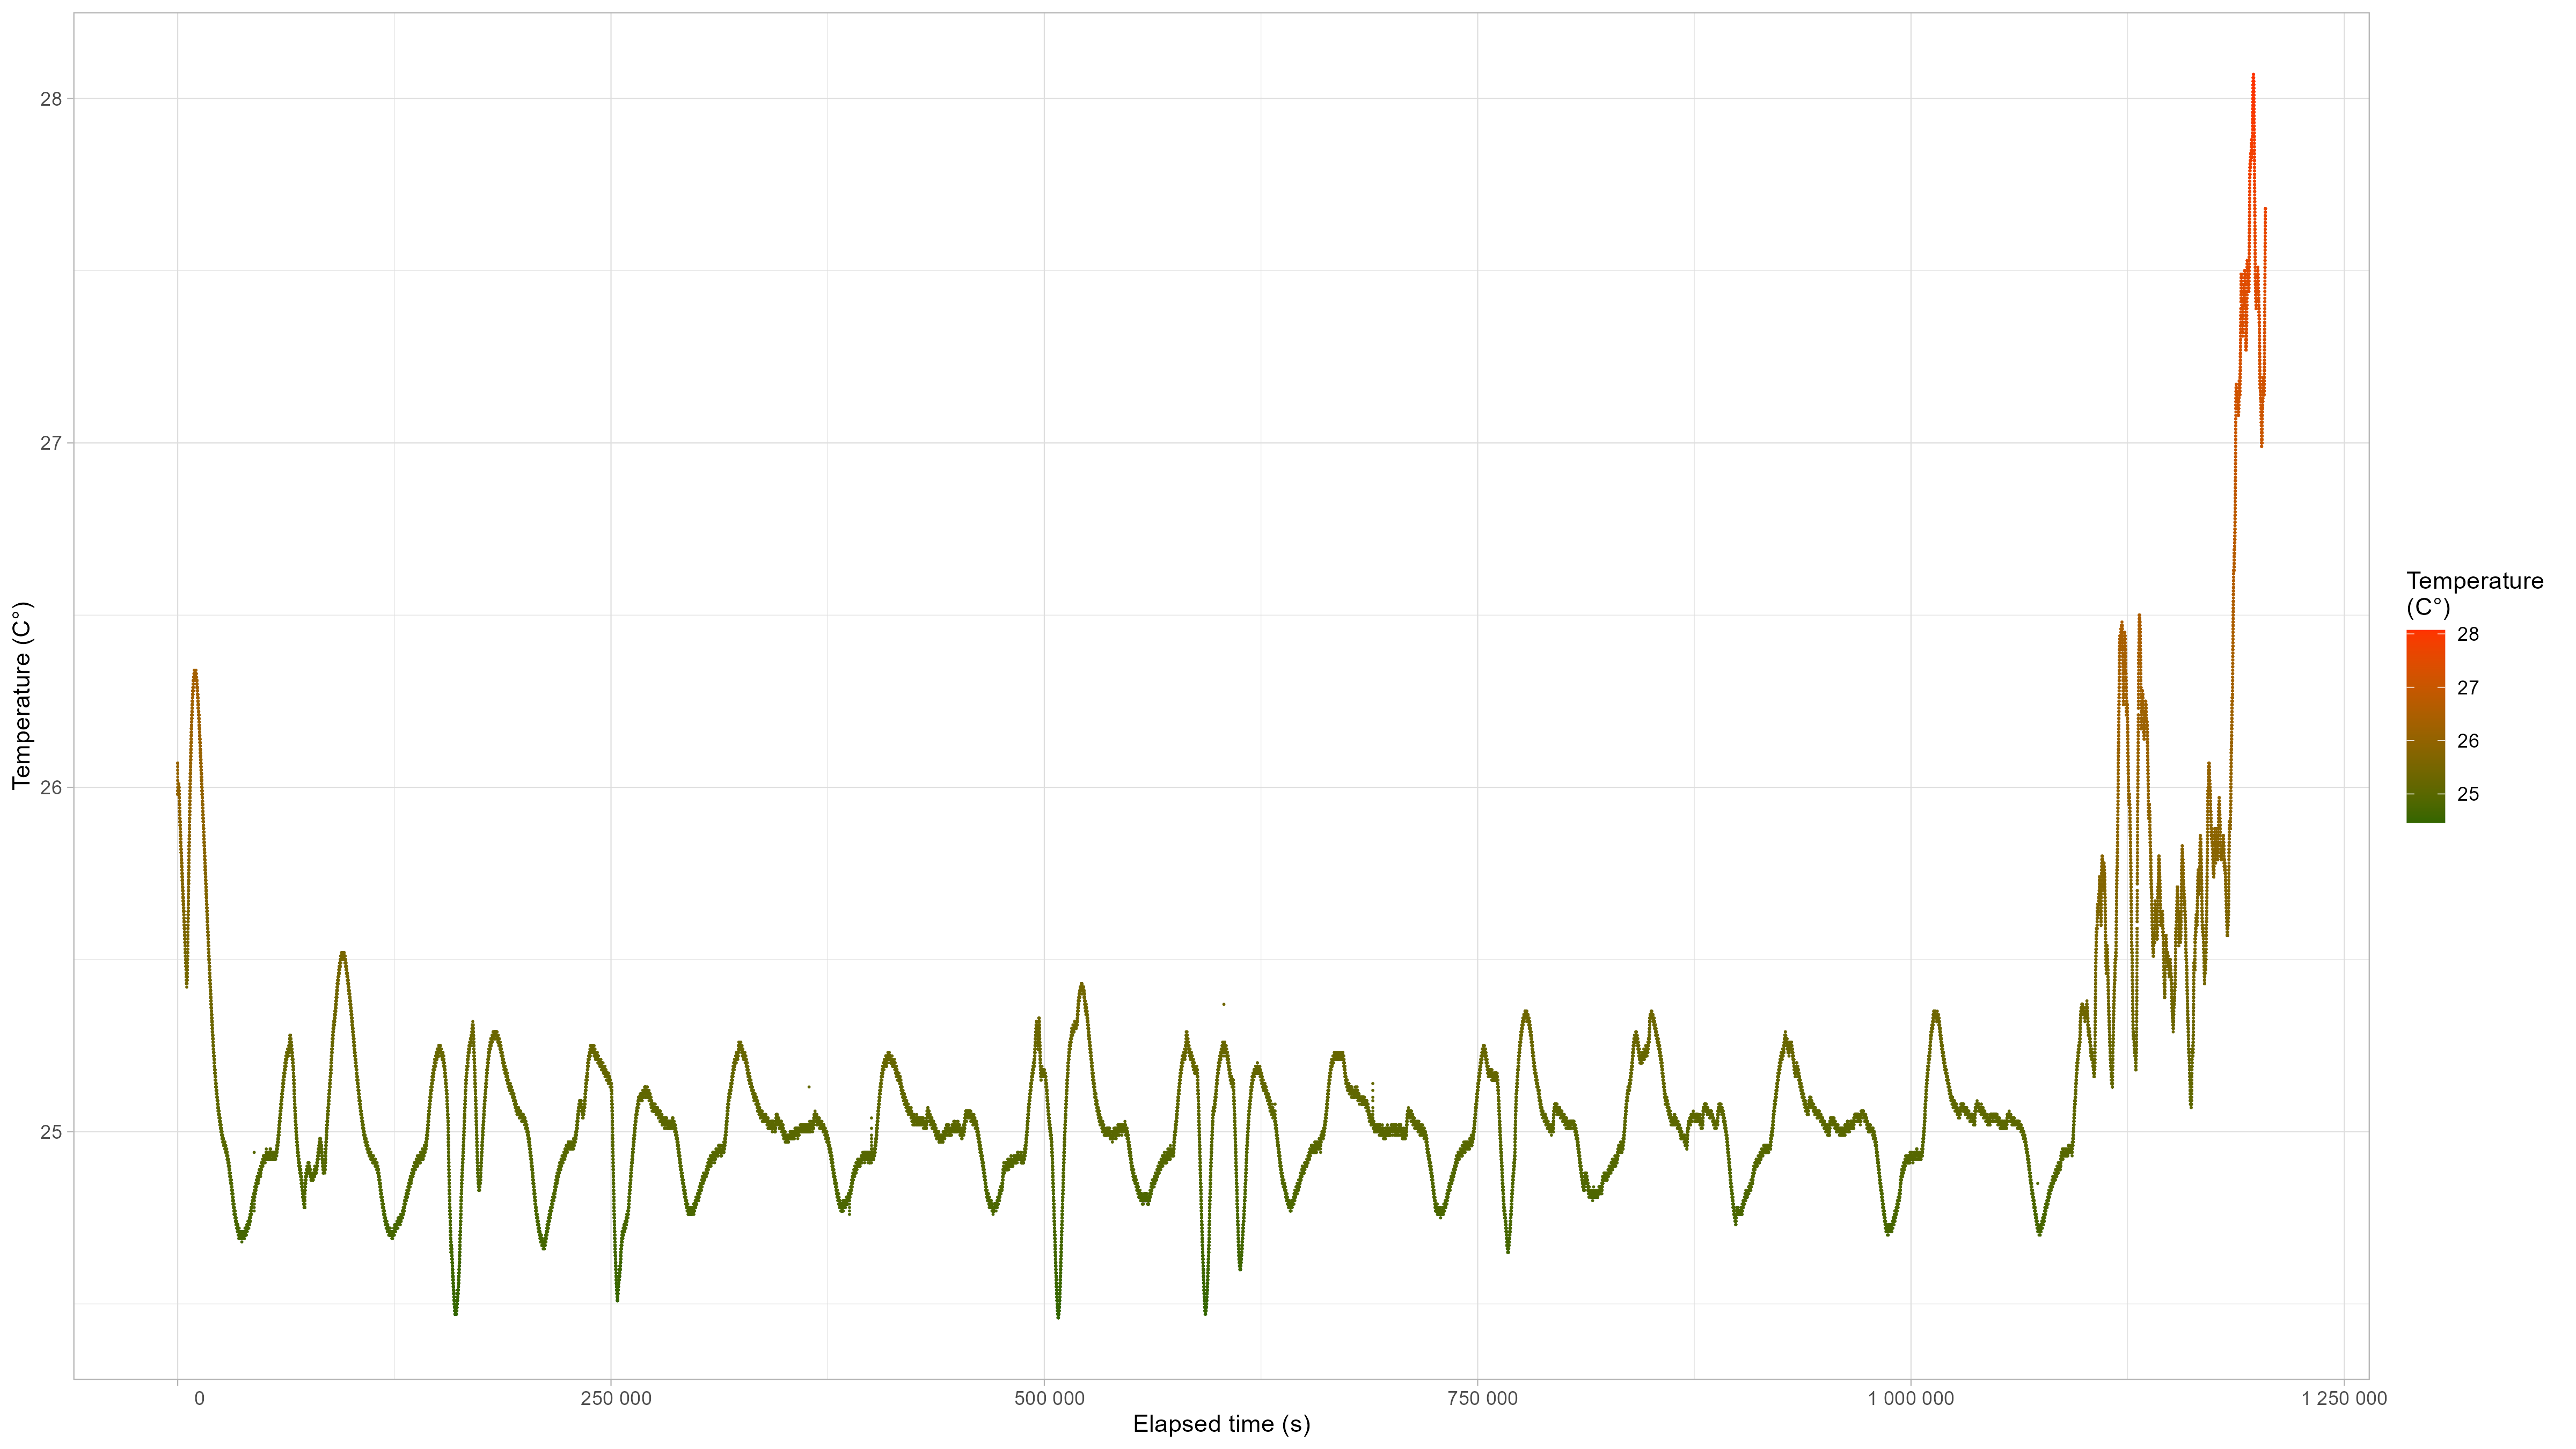 28
27
26
25
Temperature (C°)
0
250 000
500 000
750 000
1 000 000
1 250 000
Elapsed time (s)
Temperature
(C°)
28
27
26
25